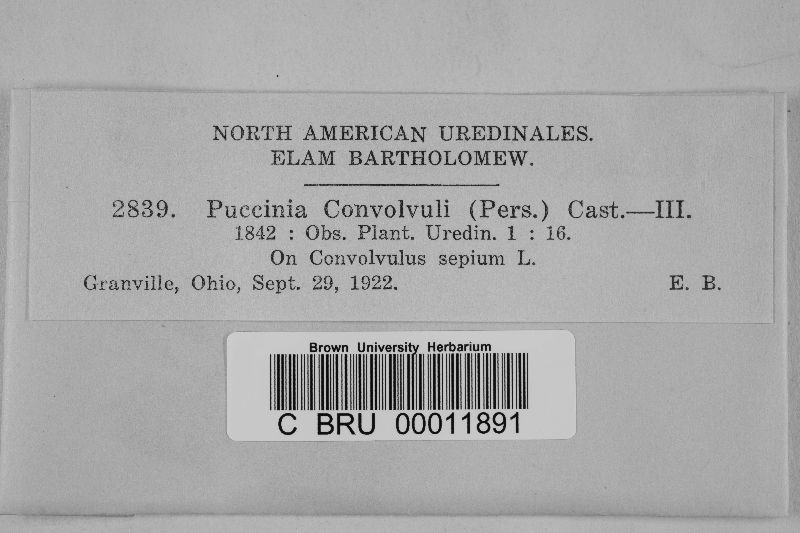 NORTH AMERICAN UREDINALES.
ELAM BARTHOLOMEW.
2839. Puccinia Convolvuli (Pers.) Cast.—III.
1842 : Obs. Plant. Uredin. 1 : 16.
On Convolvulus sepium L.
Granville, Ohio, Sept. 29, 1922. E. B.
Brown University Herbarium
C BRU 00011891